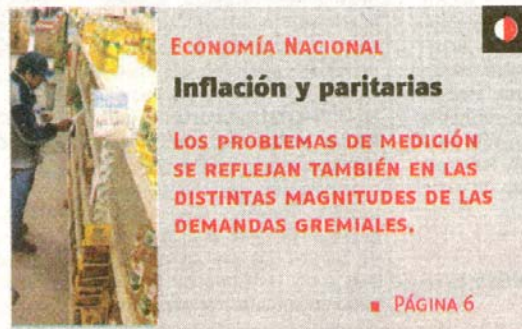 ECONOMÍA NACIONAL
Inflación y paritarias
LOS PROBLEMAS DE MEDICIÓN
SE REFLEJAN TAMBIÉN EN LAS
DISTINTAS MAGNITUDES DE LAS
DEMANDAS GREMIALES.
■ PÁGINA 6